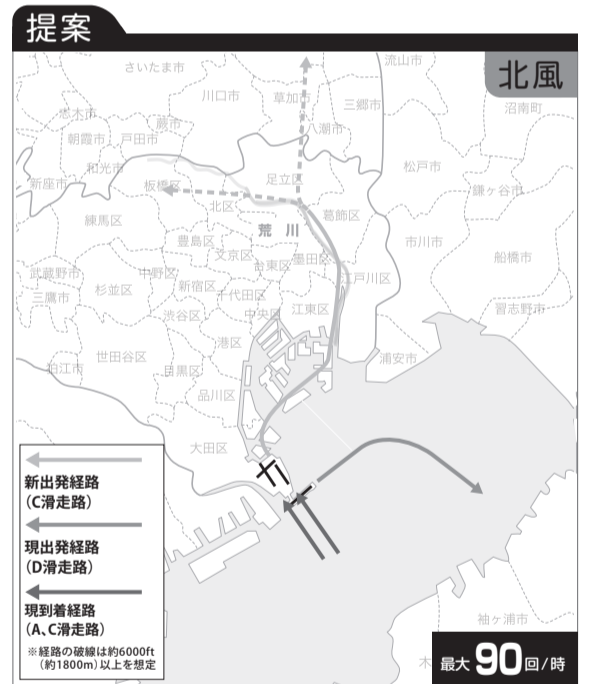 提案
北風
さいたま市
流山市
川口市
草加市
三郷市
沼南町
志木市
蕨市
八潮市
朝霞市
戸田市
松戸市
和光市
新座市
板橋区
足立区
鎌ヶ谷市
北区
葛飾区
練馬区
荒川
豊島区
市川市
文京区
墨田区
船橋市
台東区
武蔵野市
中野区
江戸川区
新宿区
三鷹市
杉並区
千代田区
習志野市
渋谷区
中央区
江東区
港区
世田谷区
浦安市
狛江市
目黒区
品川区
大田区
新出発経路
(C滑走路)
現出発経路
(D滑走路)
現到着経路
(A、C滑走路)
※経路の破線は約6000ft
(約1800m)以上を想定
袖ヶ浦市
木
最大90回/時